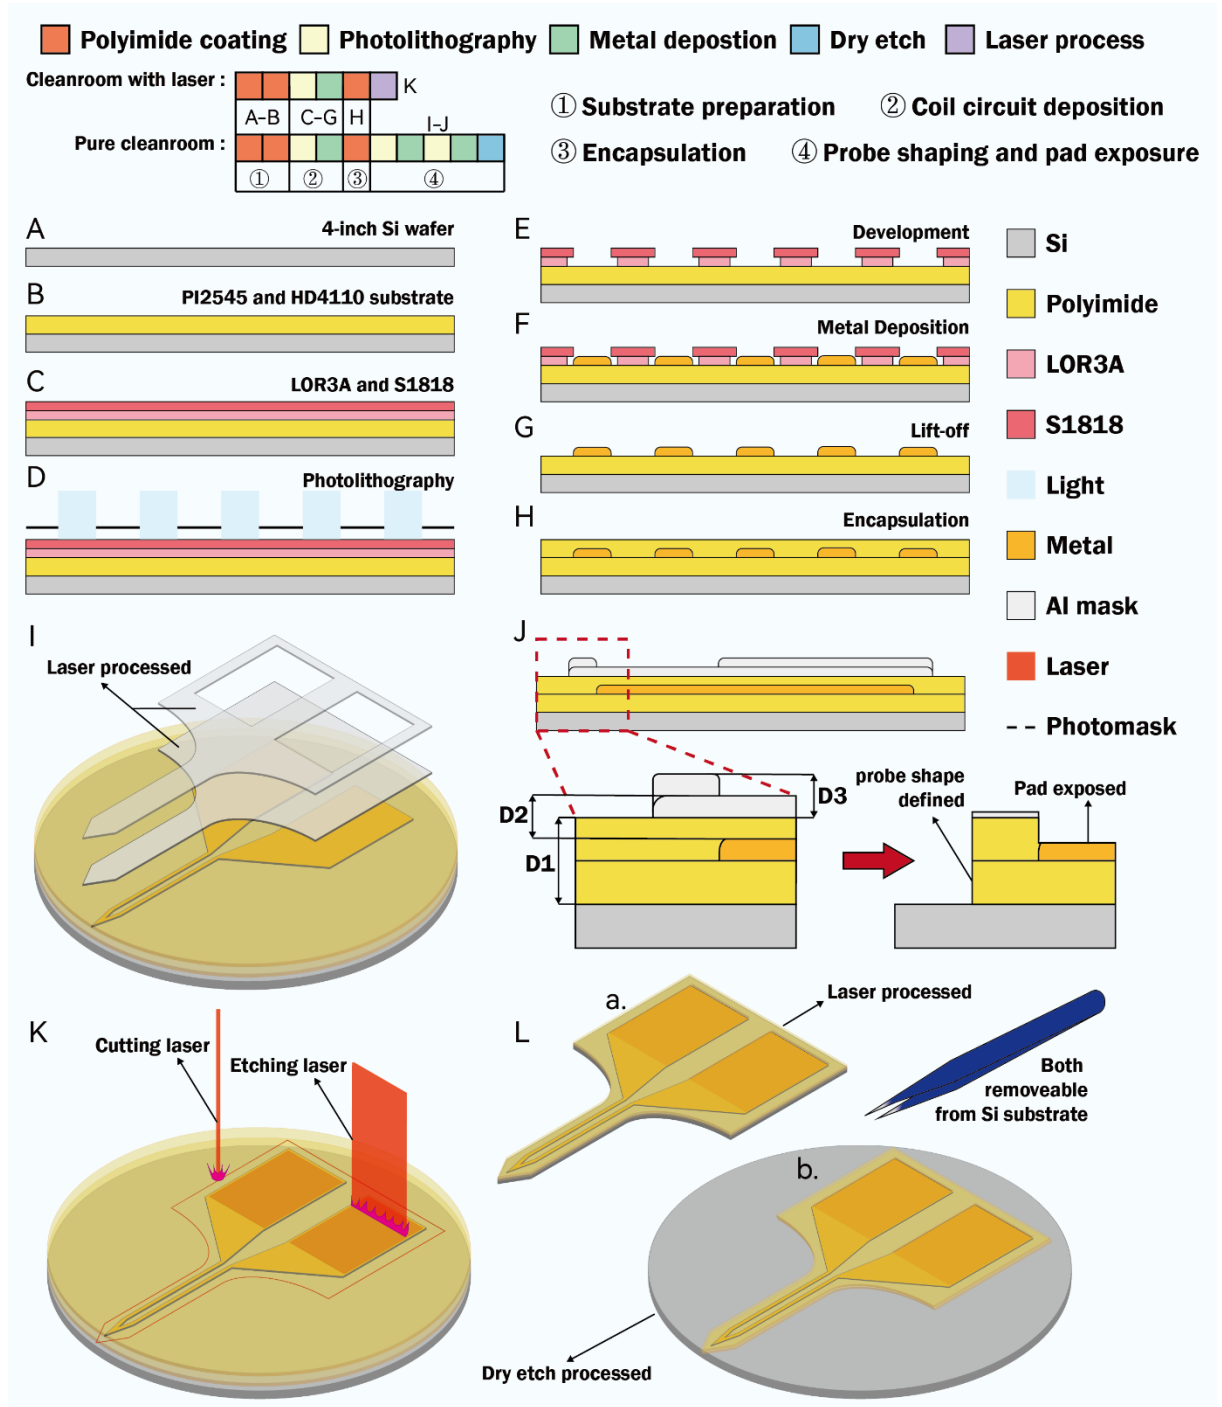 Polyimide coating Photolithography Metal depostion Dry etch Laser process
Cleanroom with laser : K
A-B C-G H I-J
Pure cleanroom :
① ② ③ ④
① Substrate preparation ② Coil circuit deposition
③ Encapsulation ④ Probe shaping and pad exposure
A 4-inch Si wafer
B PI2545 and HD4110 substrate
C LOR3A and S1818
D Photolithography
E Development
F Metal Deposition
G Lift-off
H Encapsulation
Si
Polyimide
LOR3A
S1818
Light
Metal
Al mask
Laser
Photomask
I
Laser processed
J
D2
D1
D3
probe shape
defined
Pad exposed
K
Cutting laser
Etching laser
L
a.
Laser processed
Both
removeable
from Si substrate
b.
Dry etch processed